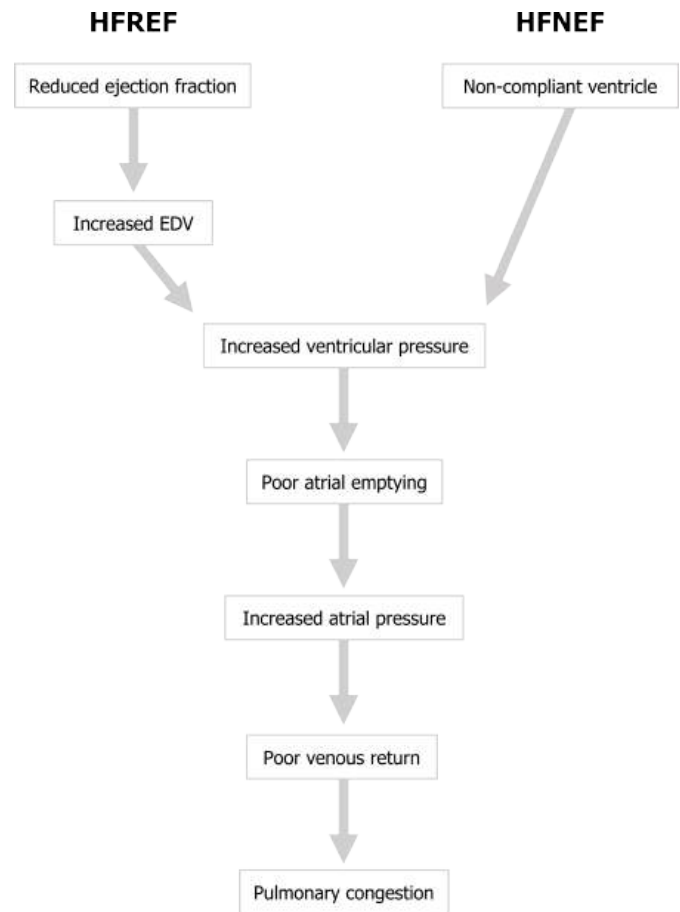 HFREF
HFNEF
Reduced ejection fraction
Non-compliant ventricle
Increased EDV
Increased ventricular pressure
Poor atrial emptying
Increased atrial pressure
Poor venous return
Pulmonary congestion